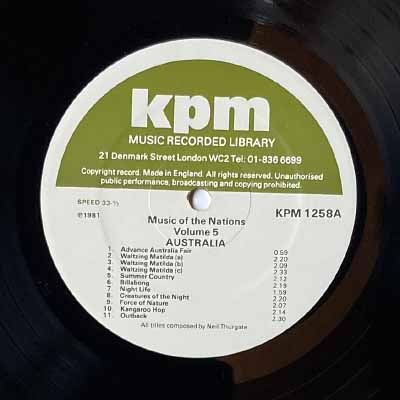 kpm
MUSIC RECORDED LIBRARY
21 Denmark Street London WC2 Tel: 01-836 6699
Copyright record. Made in England. All rights reserved. Unauthorised
public performance, broadcasting and copying prohibited.
SPEED 33-⅓
℗1981
Music of the Nations
Volume 5
AUSTRALIA
KPM 1258A
1. Advance Australia Fair 0.59
2. Waltzing Matilda (a) 2.20
3. Waltzing Matilda (b) 2.09
4. Waltzing Matilda (c) 2.33
5. Summer Country 2.12
6. Billabong 2.19
7. Night Life 1.59
8. Creatures of the Night 2.20
9. Force of Nature 2.07
10. Kangaroo Hop 2.14
11. Outback 2.30
All titles composed by Neil Thurgate